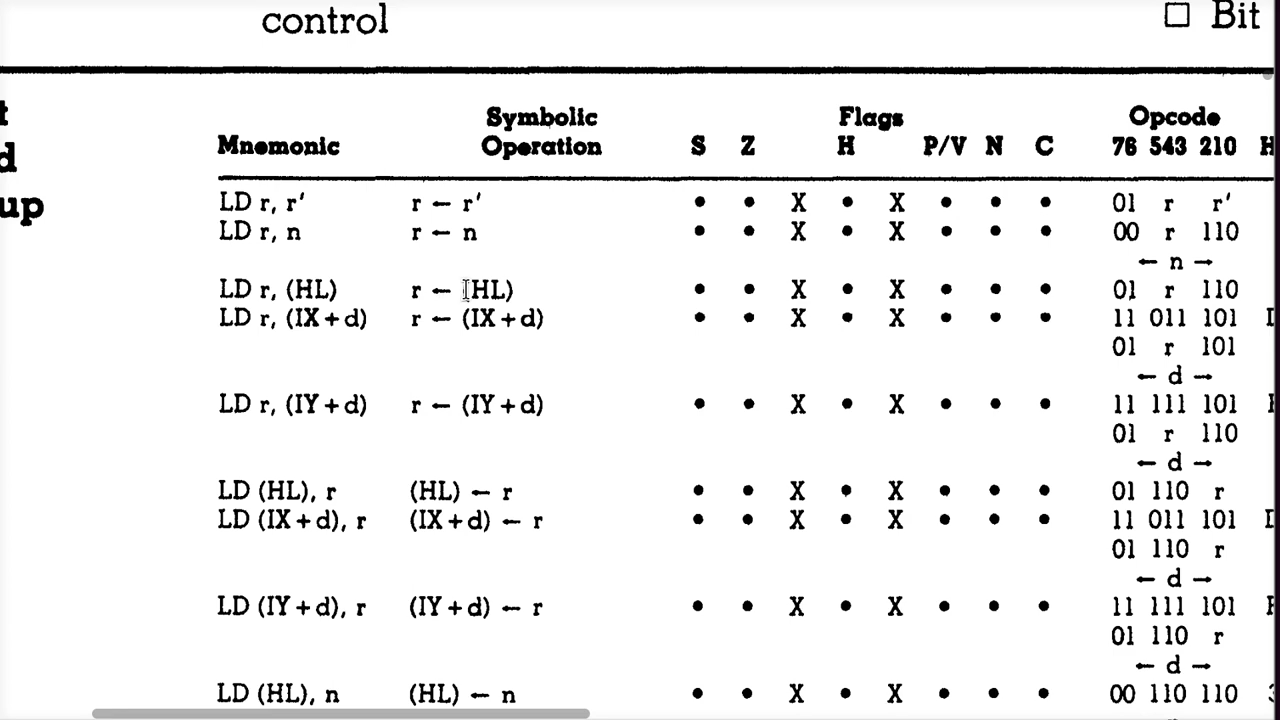 control
□ Bit
t
d
up
Symbolic Flags Opcode
Mnemonic Operation S Z H P/V N C 76 543 210 H
LD r, r′ r ← r′ • • X • X • • • 01 r r′
LD r, n r ← n • • X • X • • • 00 r 110
← n →
LD r, (HL) r ← (HL) • • X • X • • • 01 r 110
LD r, (IX+d) r ← (IX+d) • • X • X • • • 11 011 101
01 r 101
← d →
LD r, (IY+d) r ← (IY+d) • • X • X • • • 11 111 101
01 r 110
← d →
LD (HL), r (HL) ← r • • X • X • • • 01 110 r
LD (IX+d), r (IX+d) ← r • • X • X • • • 11 011 101
01 110 r
← d →
LD (IY+d), r (IY+d) ← r • • X • X • • • 11 111 101
01 110 r
← d →
LD (HL), n (HL) ← n • • X • X • • • 00 110 110